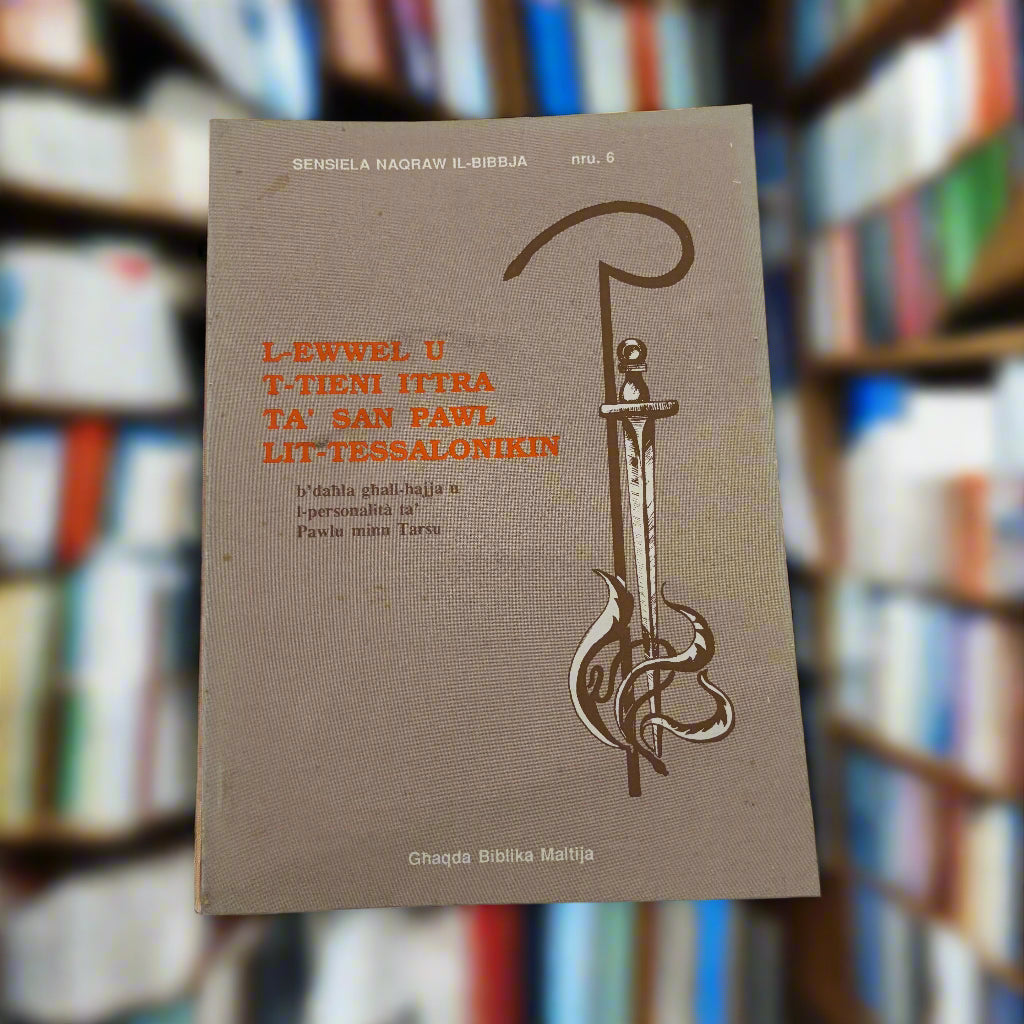 SENSIELA NAQRAW IL-BIBBJA nru. 6
L-EWWEL U
T-TIENI ITTRA
TA' SAN PAWL
LIT-TESSALONIKIN
b'daħla għall-ħajja u
l-personalità ta'
Pawlu minn Tarsu
Għaqda Biblika Maltija